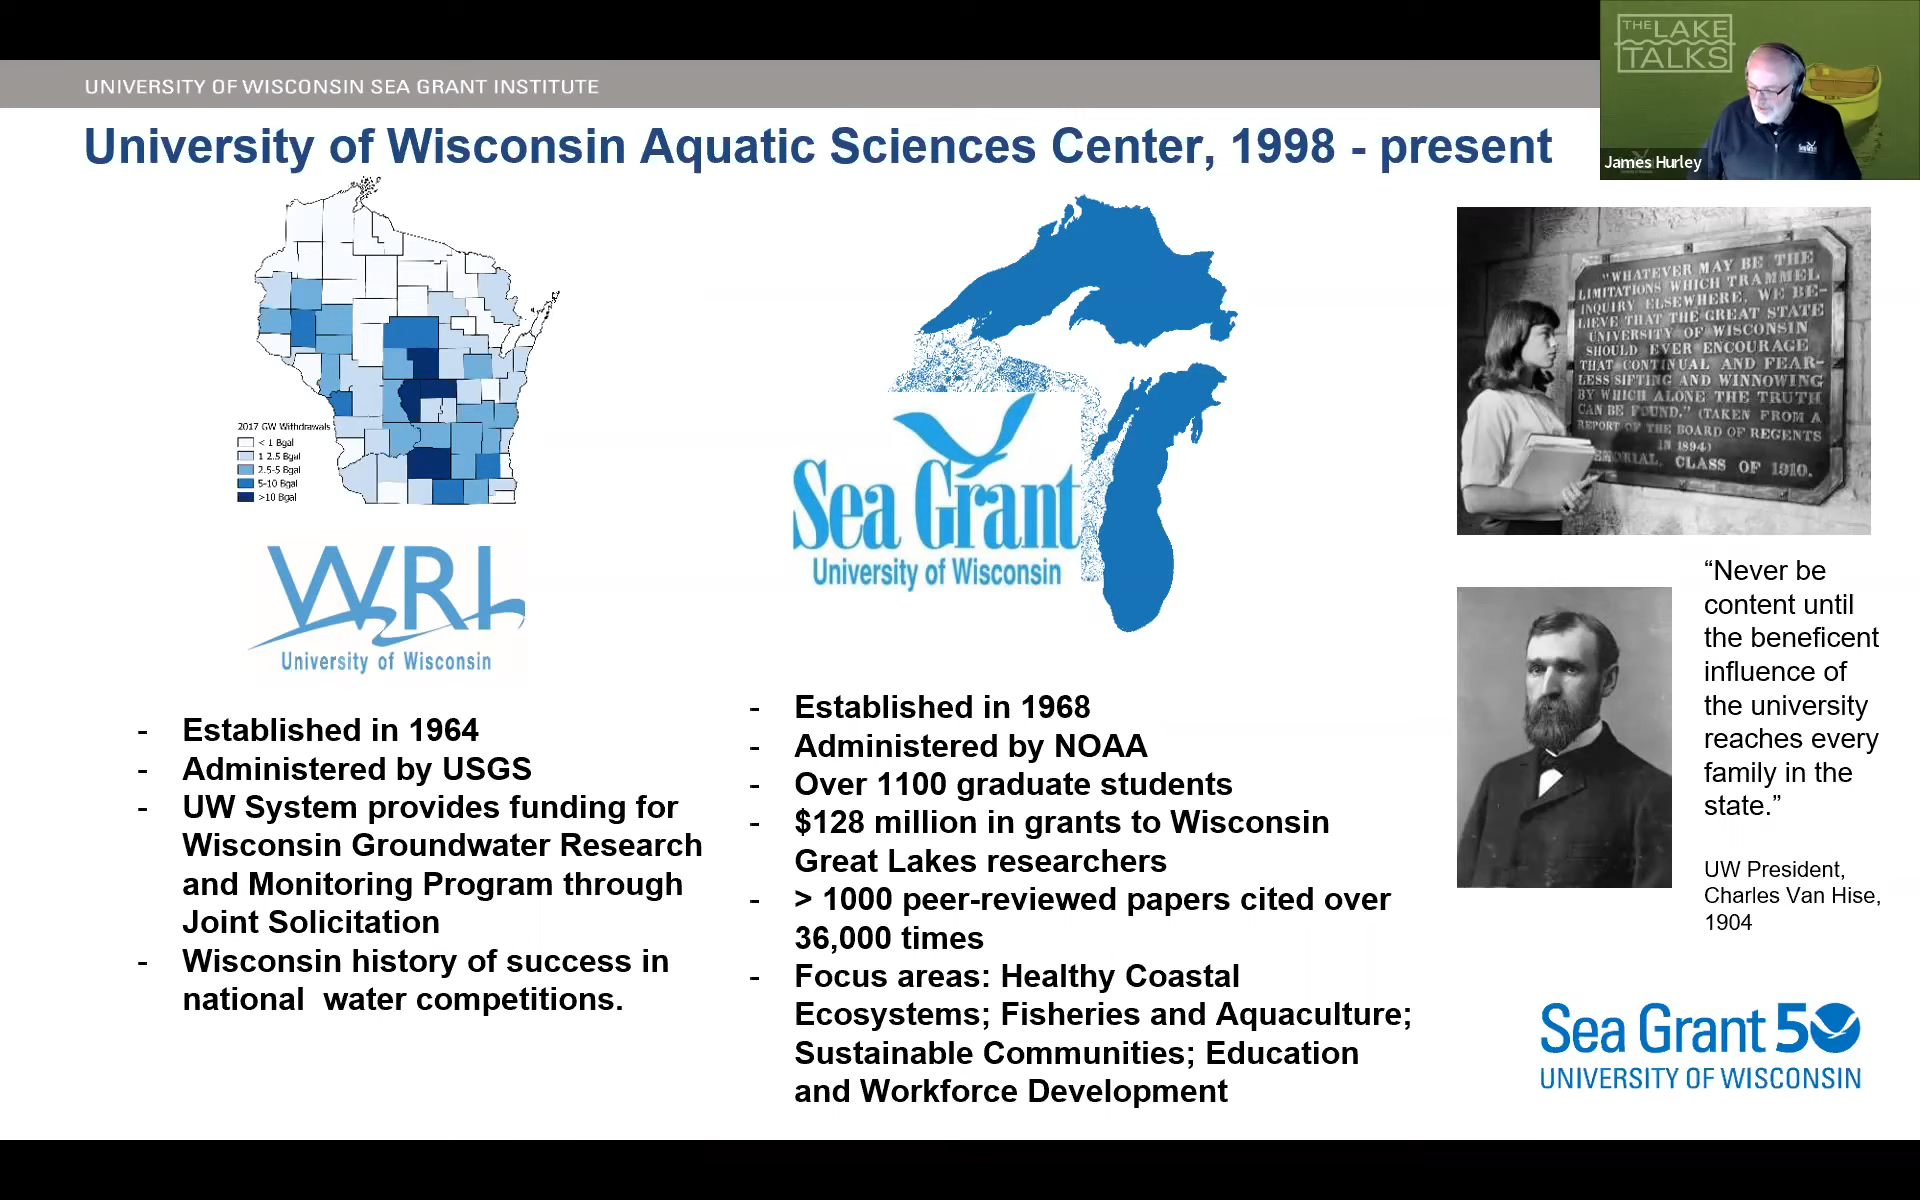 THE LAKE
TALKS
James Hurley
UNIVERSITY OF WISCONSIN SEA GRANT INSTITUTE
University of Wisconsin Aquatic Sciences Center, 1998 - present
2017 GW Withdrawals
< 1 Bgal
1 2.5 Bgal
2.5-5 Bgal
5-10 Bgal
>10 Bgal
WRI
University of Wisconsin
- Established in 1964
- Administered by USGS
- UW System provides funding for
Wisconsin Groundwater Research
and Monitoring Program through
Joint Solicitation
- Wisconsin history of success in
national water competitions.
Sea Grant
University of Wisconsin
- Established in 1968
- Administered by NOAA
- Over 1100 graduate students
- $128 million in grants to Wisconsin
Great Lakes researchers
- > 1000 peer-reviewed papers cited over
36,000 times
- Focus areas: Healthy Coastal
Ecosystems; Fisheries and Aquaculture;
Sustainable Communities; Education
and Workforce Development
"WHATEVER MAY BE THE
LIMITATIONS WHICH TRAMMEL
INQUIRY ELSEWHERE, WE BE-
LIEVE THAT THE GREAT STATE
UNIVERSITY OF WISCONSIN
SHOULD EVER ENCOURAGE
THAT CONTINUAL AND FEAR-
LESS SIFTING AND WINNOWING
BY WHICH ALONE THE TRUTH
CAN BE FOUND." (TAKEN FROM A
REPORT OF THE BOARD OF REGENTS
IN 1894)
MEMORIAL, CLASS OF 1910.
“Never be
content until
the beneficent
influence of
the university
reaches every
family in the
state.”
UW President,
Charles Van Hise,
1904
Sea Grant 50
UNIVERSITY OF WISCONSIN